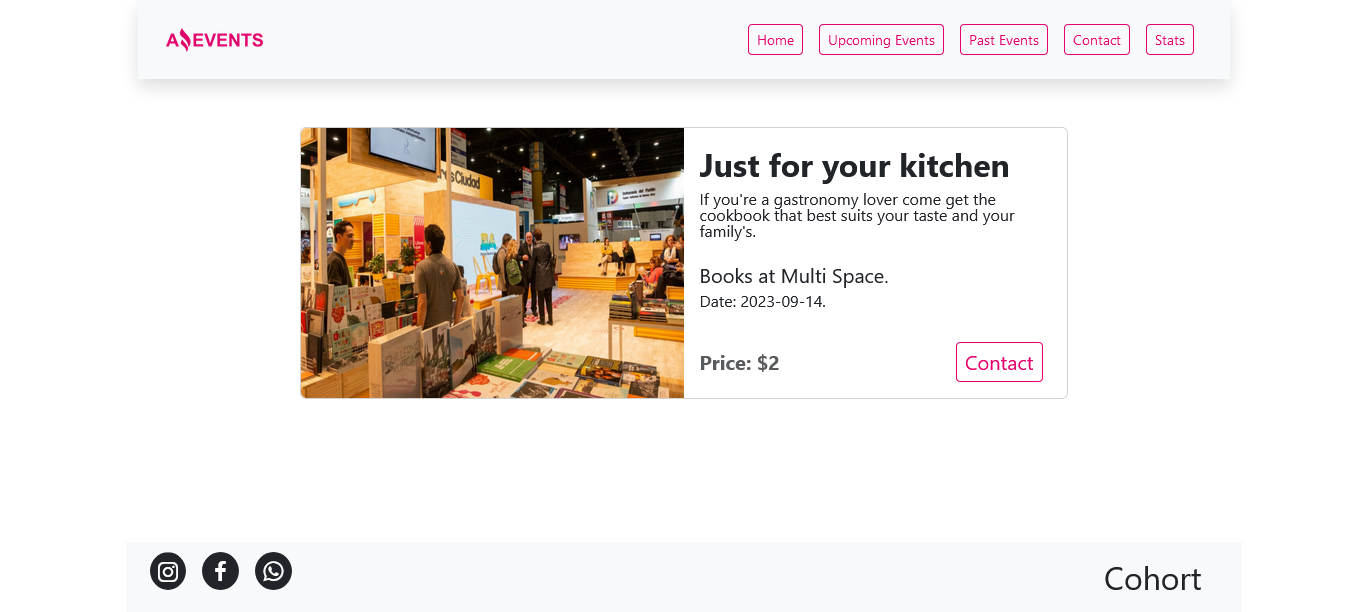 A EVENTS
Home Upcoming Events Past Events Contact Stats
Just for your kitchen
If you're a gastronomy lover come get the
cookbook that best suits your taste and your
family's.
Books at Multi Space.
Date: 2023-09-14.
Price: $2
Contact
Cohort